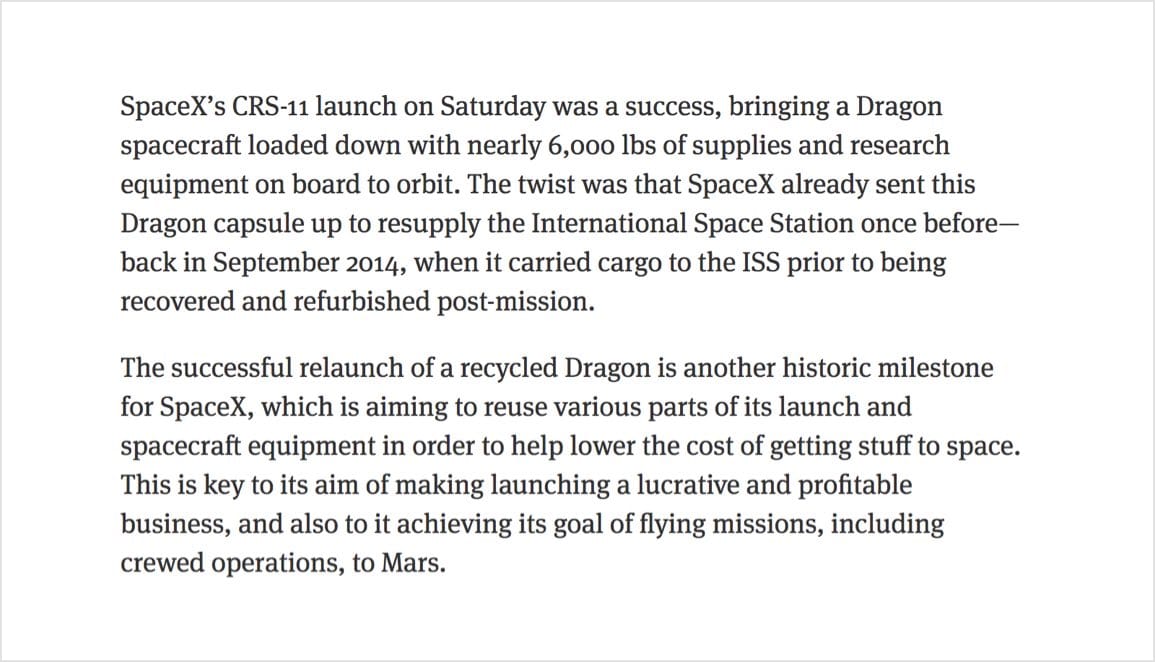 SpaceX’s CRS-11 launch on Saturday was a success, bringing a Dragon
spacecraft loaded down with nearly 6,000 lbs of supplies and research
equipment on board to orbit. The twist was that SpaceX already sent this
Dragon capsule up to resupply the International Space Station once before—
back in September 2014, when it carried cargo to the ISS prior to being
recovered and refurbished post-mission.
The successful relaunch of a recycled Dragon is another historic milestone
for SpaceX, which is aiming to reuse various parts of its launch and
spacecraft equipment in order to help lower the cost of getting stuff to space.
This is key to its aim of making launching a lucrative and profitable
business, and also to it achieving its goal of flying missions, including
crewed operations, to Mars.